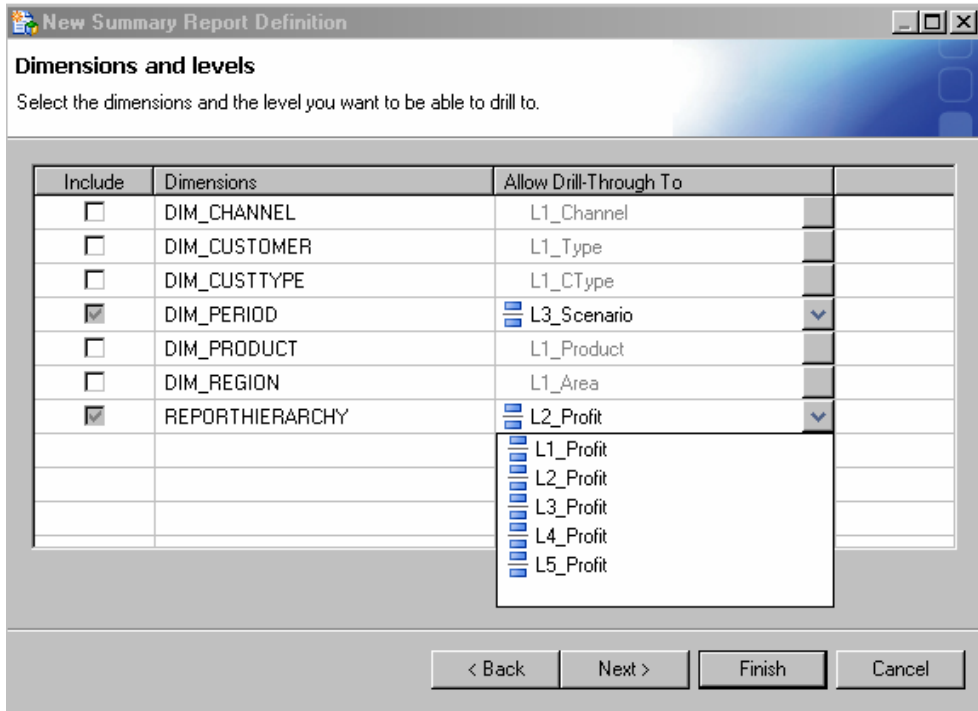 New Summary Report Definition
Dimensions and levels
Select the dimensions and the level you want to be able to drill to.
Include Dimensions Allow Drill-Through To
DIM_CHANNEL L1_Channel
DIM_CUSTOMER L1_Type
DIM_CUSTTYPE L1_CType
DIM_PERIOD L3_Scenario
DIM_PRODUCT L1_Product
DIM_REGION L1_Area
REPORTHIERARCHY L2_Profit
L1_Profit
L2_Profit
L3_Profit
L4_Profit
L5_Profit
< Back Next > Finish Cancel